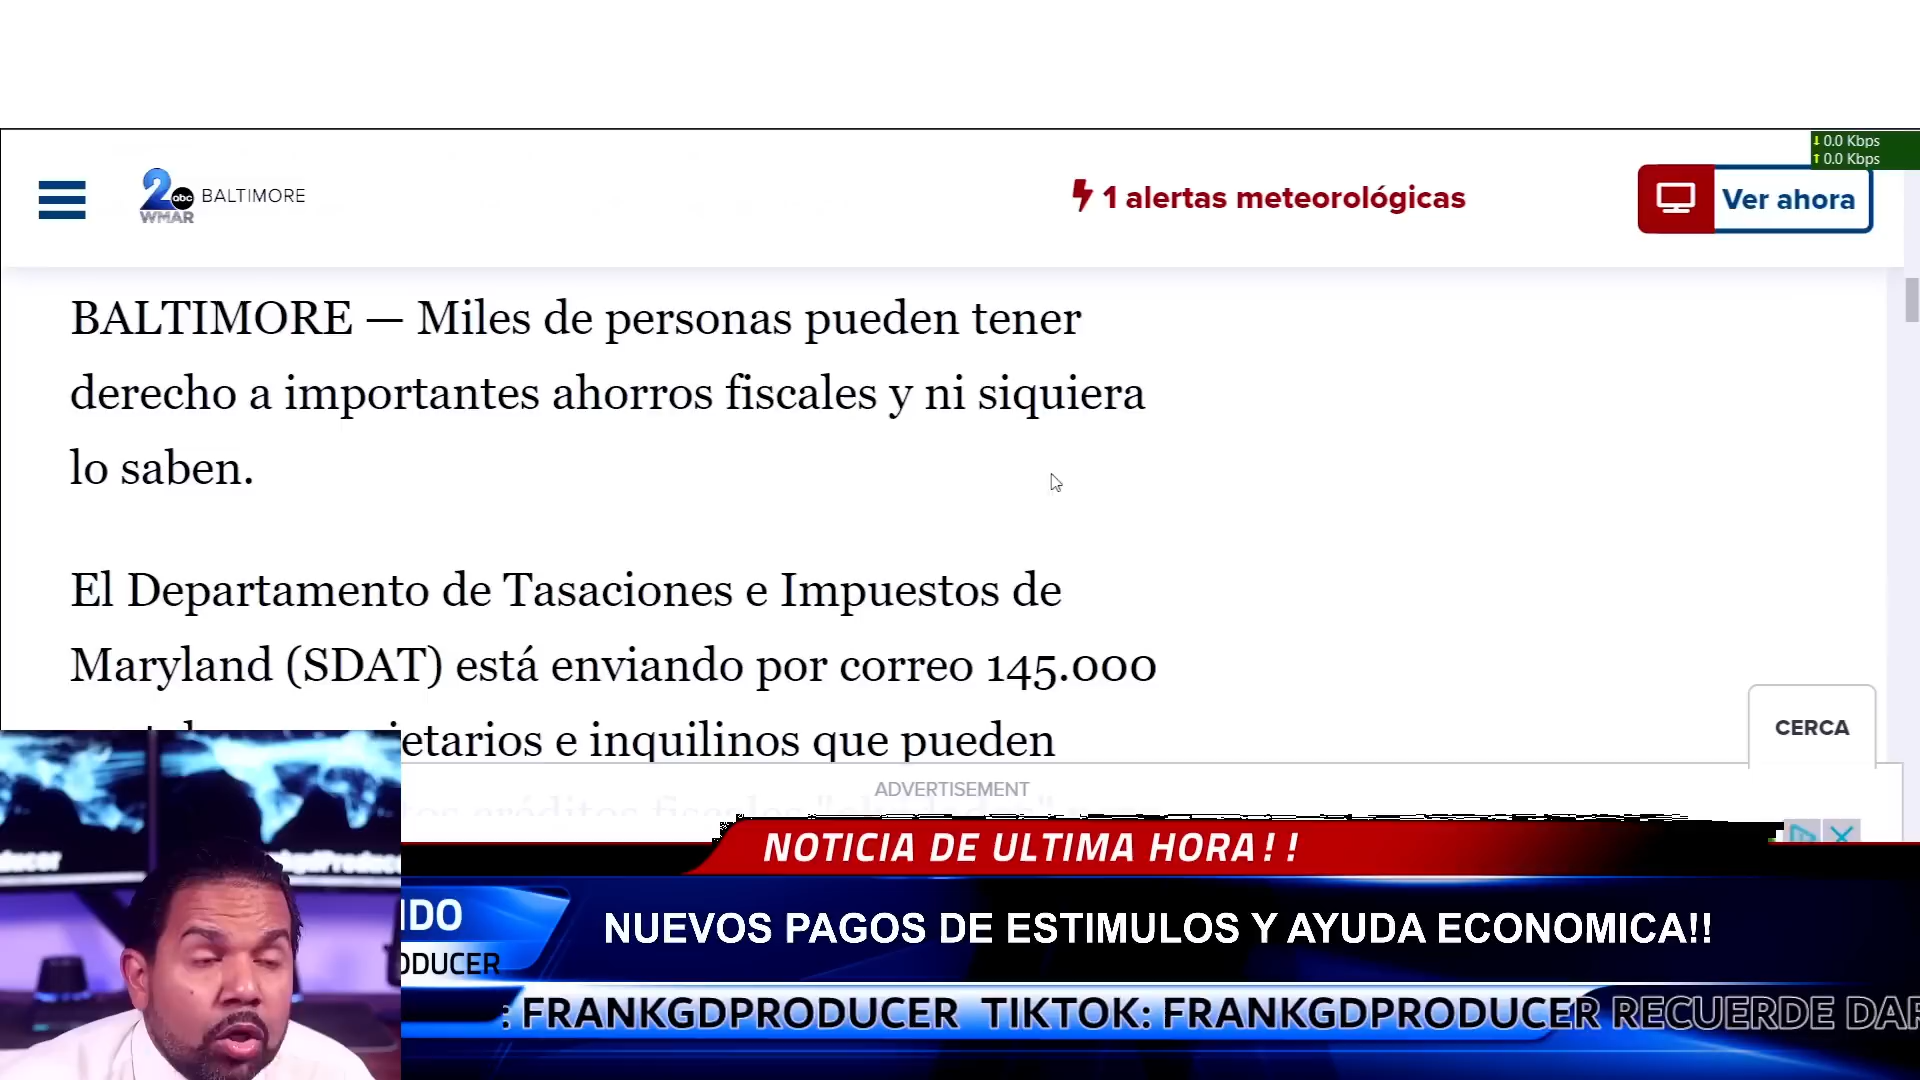 0.0 Kbps
0.0 Kbps
2 abc WMAR BALTIMORE
1 alertas meteorológicas
Ver ahora
BALTIMORE — Miles de personas pueden tener
derecho a importantes ahorros fiscales y ni siquiera
lo saben.
El Departamento de Tasaciones e Impuestos de
Maryland (SDAT) está enviando por correo 145.000
etarios e inquilinos que pueden
CERCA
ADVERTISEMENT
NOTICIA DE ULTIMA HORA!!
IDO
ODUCER
NUEVOS PAGOS DE ESTIMULOS Y AYUDA ECONOMICA!!
: FRANKGDPRODUCER TIKTOK: FRANKGDPRODUCER RECUERDE DAR